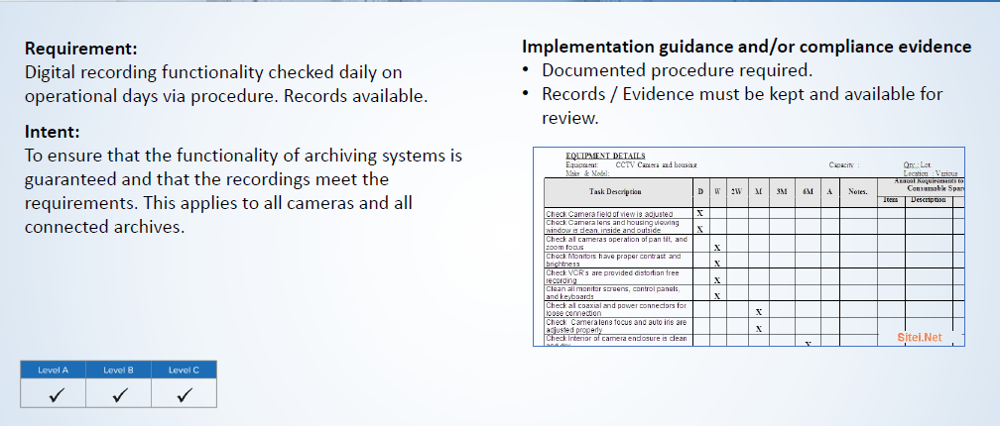 Requirement:
Digital recording functionality checked daily on
operational days via procedure. Records available.
Intent:
To ensure that the functionality of archiving systems is
guaranteed and that the recordings meet the
requirements. This applies to all cameras and all
connected archives.
Level A Level B Level C
✓ ✓ ✓
Implementation guidance and/or compliance evidence
• Documented procedure required.
• Records / Evidence must be kept and available for
review.
EQUIPMENT DETAILS
Equipment: CCTV Camera and housing Capacity : Qty.: Lot.
Make & Model: Location : Various
Task Description D W 2W M 3M 6M A Notes. Annual Requirements fo
Consumable Spare
Item Description
Check Camera field of view is adjusted X
Check Camera lens and housing viewing
window is clean, inside and outside X
Check all cameras operation of pan tilt, and
zoom focus X
Check Monitors have proper contrast and
brightness X
Check VCR's are provided distortion free
recording X
Clean all monitor screens, control panels,
and keyboards X
Check all coaxial and power connectors for
loose connection X
Check Camera lens focus and auto iris are
adjusted properly X
Check Interior of camera enclosure is clean
and dry X
Sitei.Net